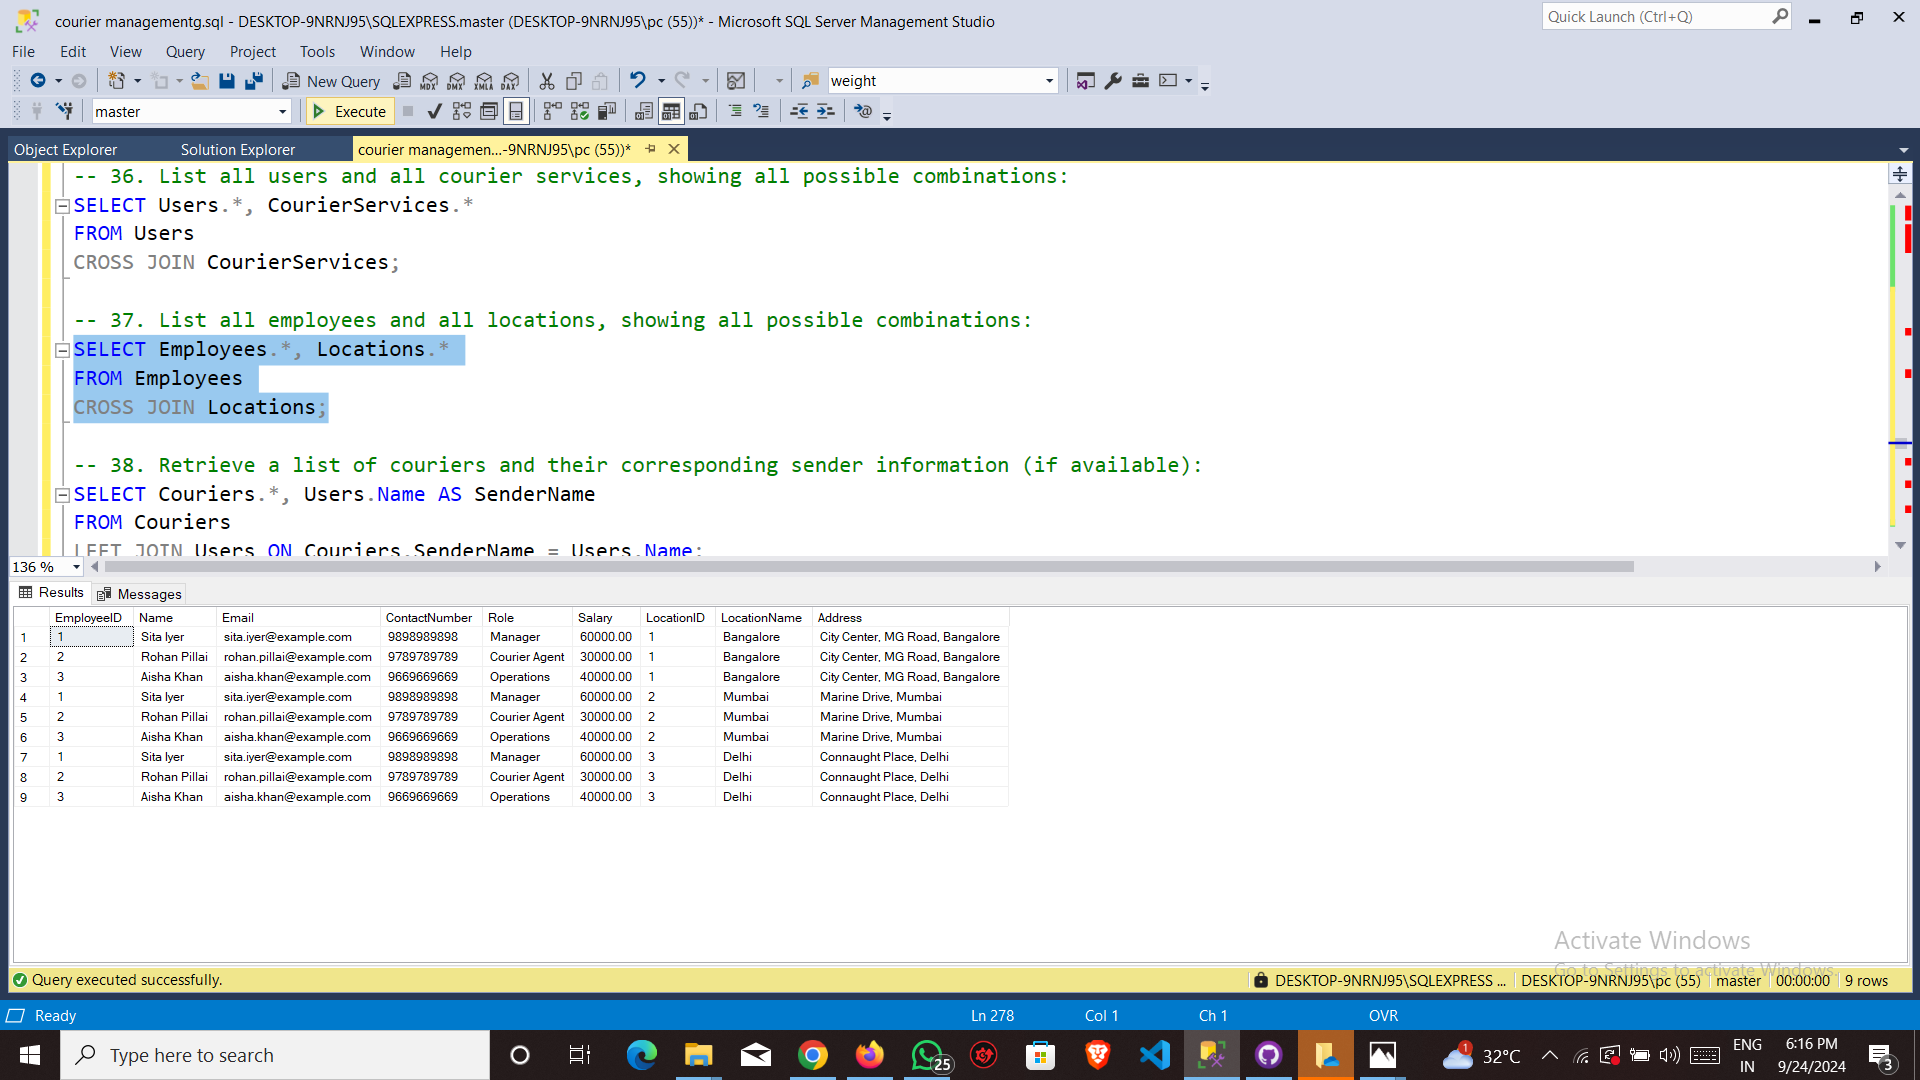 courier managementg.sql - DESKTOP-9NRNJ95\SQLEXPRESS.master (DESKTOP-9NRNJ95\pc (55))* - Microsoft SQL Server Management Studio
Quick Launch (Ctrl+Q)
File Edit View Query Project Tools Window Help
New Query MDX DMX XMLA DAX weight
master Execute
Object Explorer Solution Explorer courier managemen...-9NRNJ95\pc (55))*
-- 36. List all users and all courier services, showing all possible combinations:
SELECT Users.*, CourierServices.*
FROM Users
CROSS JOIN CourierServices;
-- 37. List all employees and all locations, showing all possible combinations:
SELECT Employees.*, Locations.*
FROM Employees
CROSS JOIN Locations;
-- 38. Retrieve a list of couriers and their corresponding sender information (if available):
SELECT Couriers.*, Users.Name AS SenderName
FROM Couriers
LEFT JOIN Users ON Couriers.SenderName = Users.Name;
136 %
Results Messages
EmployeeID Name Email ContactNumber Role Salary LocationID LocationName Address
1 1 Sita Iyer sita.iyer@example.com 9898989898 Manager 60000.00 1 Bangalore City Center, MG Road, Bangalore
2 2 Rohan Pillai rohan.pillai@example.com 9789789789 Courier Agent 30000.00 1 Bangalore City Center, MG Road, Bangalore
3 3 Aisha Khan aisha.khan@example.com 9669669669 Operations 40000.00 1 Bangalore City Center, MG Road, Bangalore
4 1 Sita Iyer sita.iyer@example.com 9898989898 Manager 60000.00 2 Mumbai Marine Drive, Mumbai
5 2 Rohan Pillai rohan.pillai@example.com 9789789789 Courier Agent 30000.00 2 Mumbai Marine Drive, Mumbai
6 3 Aisha Khan aisha.khan@example.com 9669669669 Operations 40000.00 2 Mumbai Marine Drive, Mumbai
7 1 Sita Iyer sita.iyer@example.com 9898989898 Manager 60000.00 3 Delhi Connaught Place, Delhi
8 2 Rohan Pillai rohan.pillai@example.com 9789789789 Courier Agent 30000.00 3 Delhi Connaught Place, Delhi
9 3 Aisha Khan aisha.khan@example.com 9669669669 Operations 40000.00 3 Delhi Connaught Place, Delhi
Activate Windows
Go to Settings to activate Windows.
Query executed successfully. DESKTOP-9NRNJ95\SQLEXPRESS ... DESKTOP-9NRNJ95\pc (55) master 00:00:00 9 rows
Ready Ln 278 Col 1 Ch 1 OVR
Type here to search 25 1 32°C ENG IN 6:16 PM 9/24/2024 3